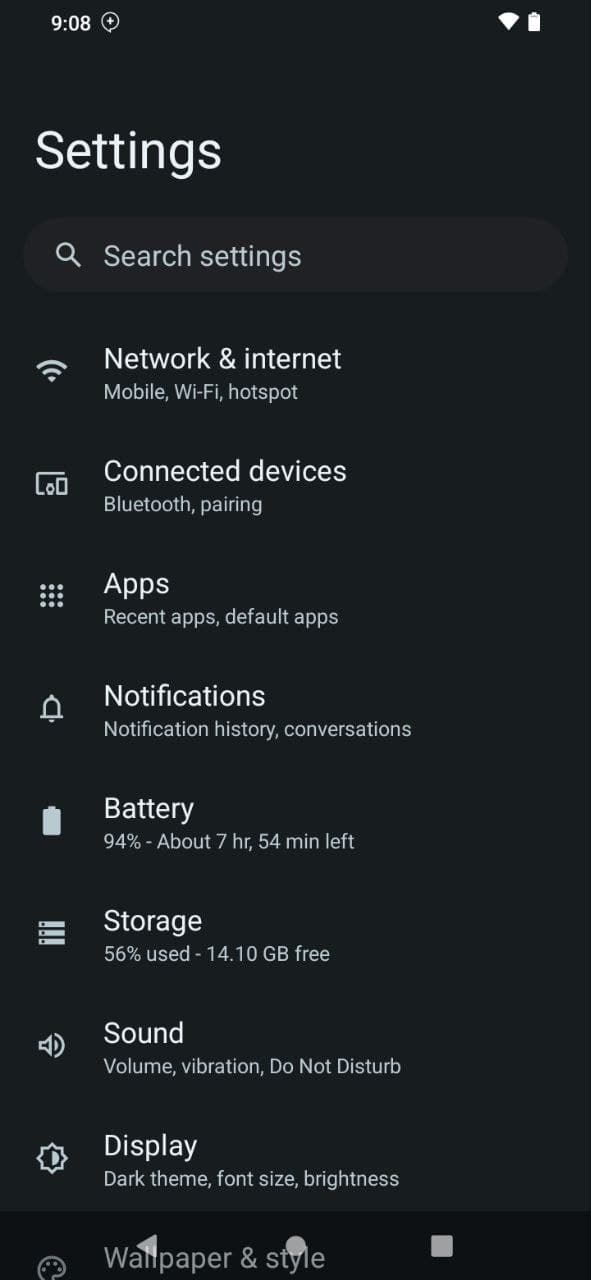 9:08
Settings
Search settings
Network & internet
Mobile, Wi-Fi, hotspot
Connected devices
Bluetooth, pairing
Apps
Recent apps, default apps
Notifications
Notification history, conversations
Battery
94% - About 7 hr, 54 min left
Storage
56% used - 14.10 GB free
Sound
Volume, vibration, Do Not Disturb
Display
Dark theme, font size, brightness
Wallpaper & style